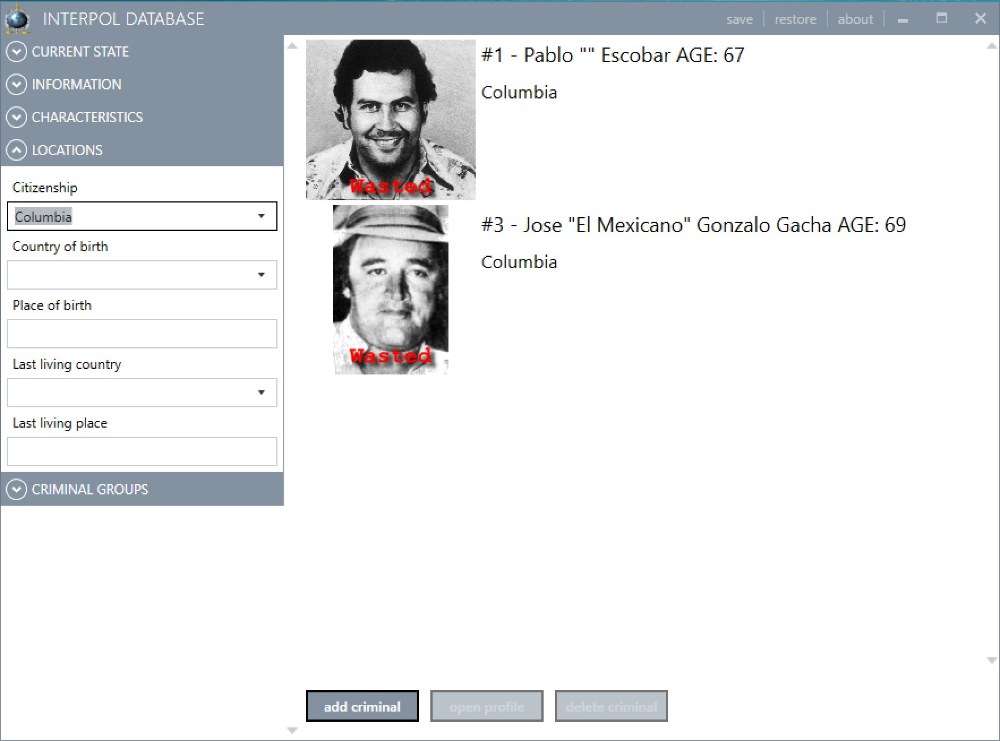 INTERPOL DATABASE
save restore about
CURRENT STATE
INFORMATION
CHARACTERISTICS
LOCATIONS
Citizenship
Columbia
Country of birth
Place of birth
Last living country
Last living place
CRIMINAL GROUPS
#1 - Pablo "" Escobar AGE: 67
Columbia
Wasted
#3 - Jose "El Mexicano" Gonzalo Gacha AGE: 69
Columbia
Wasted
add criminal
open profile
delete criminal